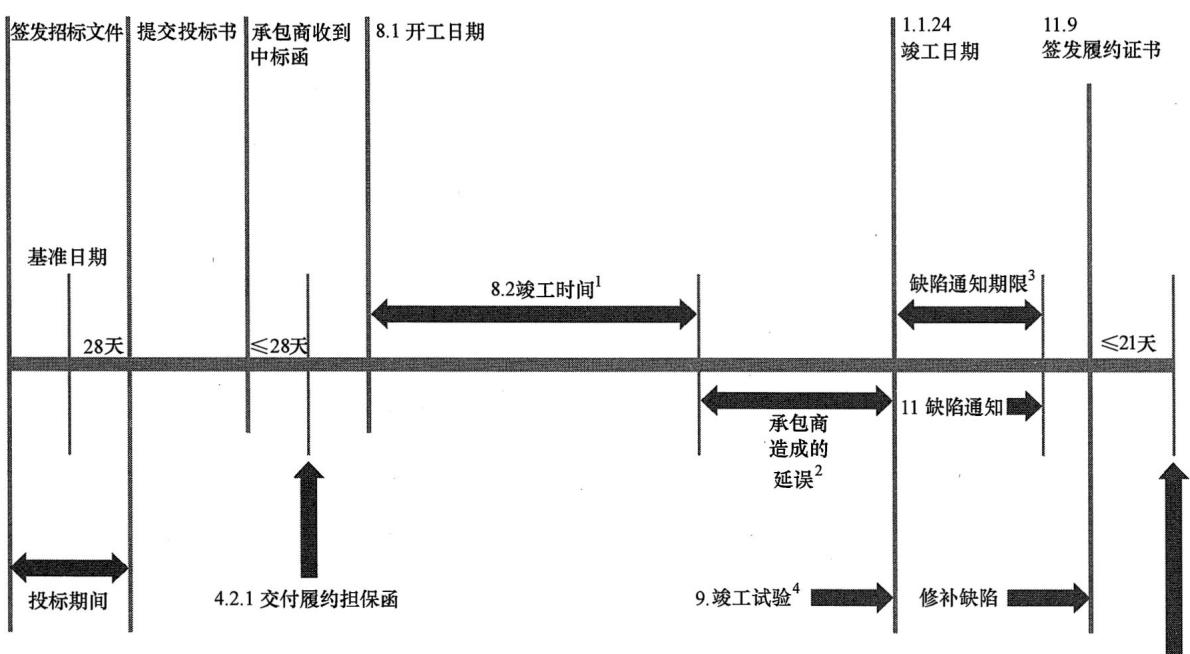 签发招标文件
提交投标书
承包商收到
中标函
8.1 开工日期
1.1.24
竣工日期
11.9
签发履约证书
基准日期
8.2竣工时间1
缺陷通知期限3
28天
≤28天
≤21天
承包商
造成的
延误2
11 缺陷通知
投标期间
4.2.1 交付履约担保函
9.竣工试验4
修补缺陷